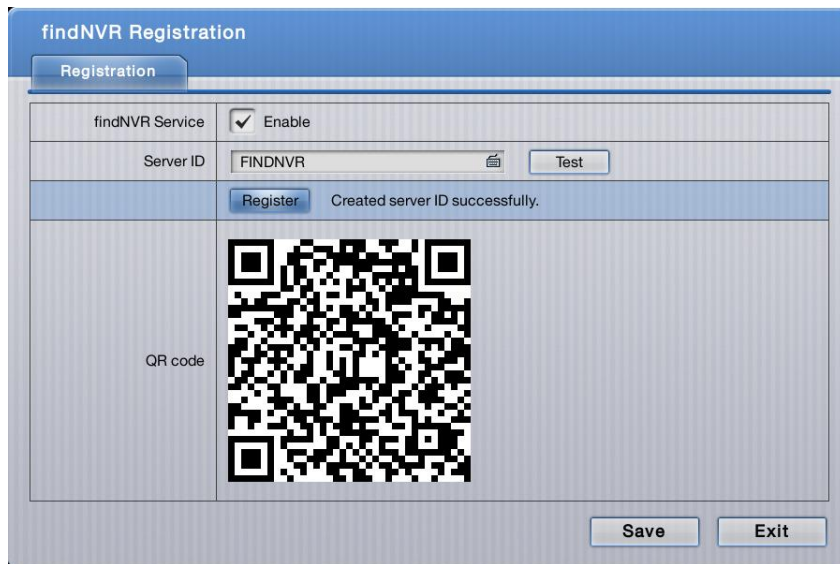 findNVR Registration
Registration
findNVR Service Enable
Server ID FINDNVR Test
Register Created server ID successfully.
QR code
Save Exit